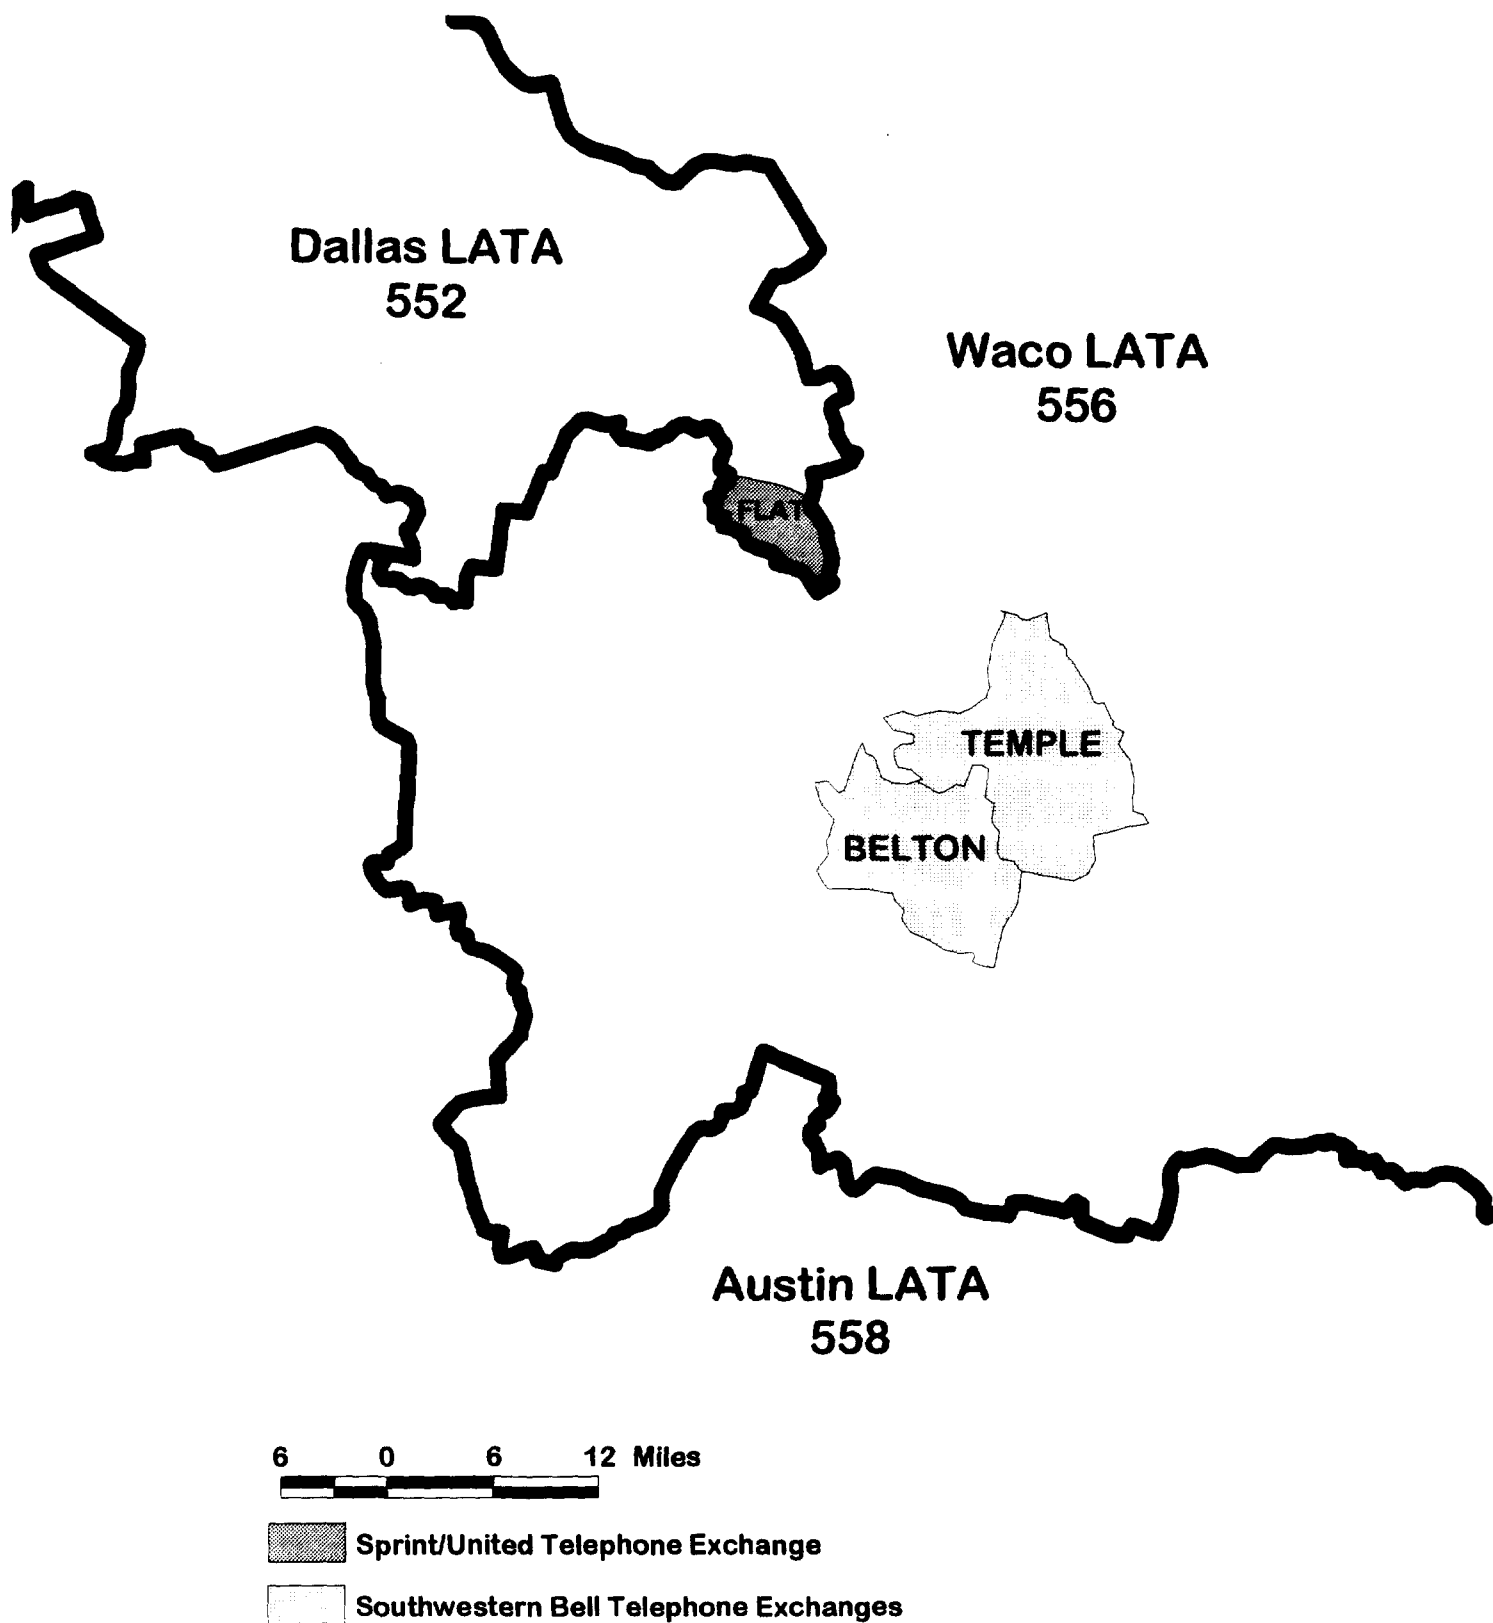 Dallas LATA
552
Waco LATA
556
FLAT
TEMPLE
BELTON
Austin LATA
558
6 0 6 12 Miles
Sprint/United Telephone Exchange
Southwestern Bell Telephone Exchanges